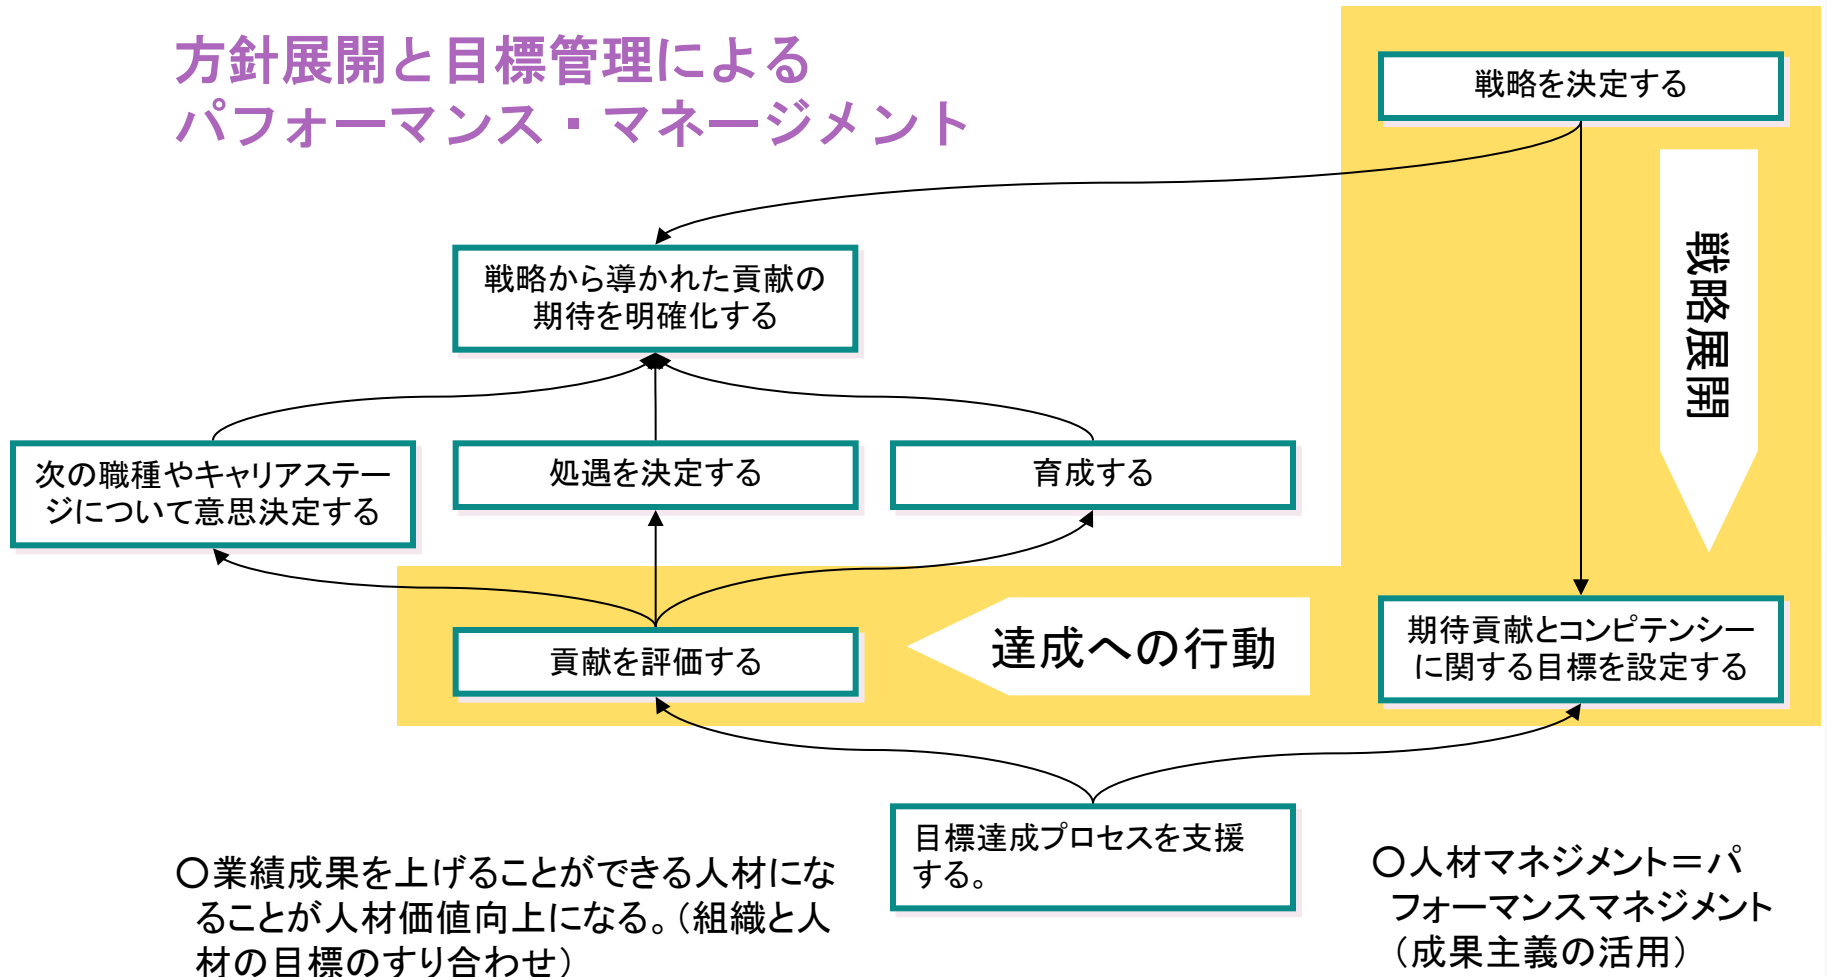 方針展開と目標管理による
パフォーマンス・マネージメント
戦略を決定する
戦略から導かれた貢献の
期待を明確化する
戦略展開
次の職種やキャリアステー
ジについて意思決定する
処遇を決定する
育成する
貢献を評価する
達成への行動
期待貢献とコンピテンシー
に関する目標を設定する
目標達成プロセスを支援
する。
〇業績成果を上げることができる人材にな
ることが人材価値向上になる。（組織と人
材の目標のすり合わせ）
〇人材マネジメント＝パ
フォーマンスマネジメント
（成果主義の活用）